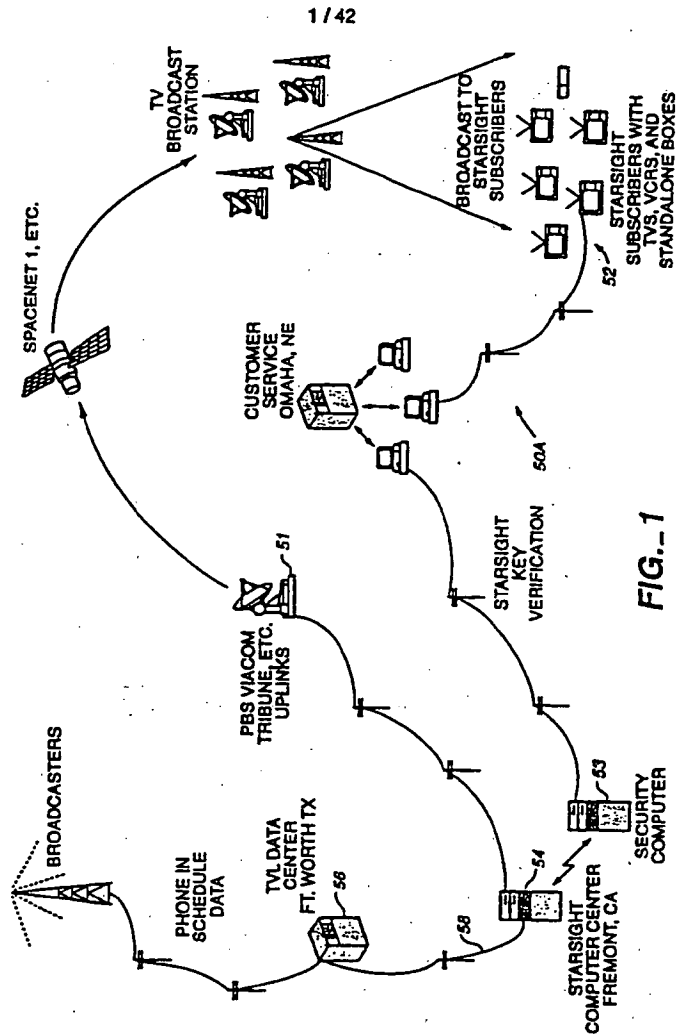 1/42
BROADCASTERS
PHONE IN
SCHEDULE
DATA
TVL DATA
CENTER
FT. WORTH TX
56
58
54
STARSIGHT
COMPUTER CENTER
FREMONT, CA
53
SECURITY
COMPUTER
PBS VIACOM
TRIBUNE, ETC.
UPLINKS
51
SPACENET 1, ETC.
TV
BROADCAST
STATION
CUSTOMER
SERVICE
OMAHA, NE
STARSIGHT
KEY
VERIFICATION
50A
BROADCAST TO
STARSIGHT
SUBSCRIBERS
52
STARSIGHT
SUBSCRIBERS WITH
TVS, VCRS, AND
STANDALONE BOXES
FIG._1